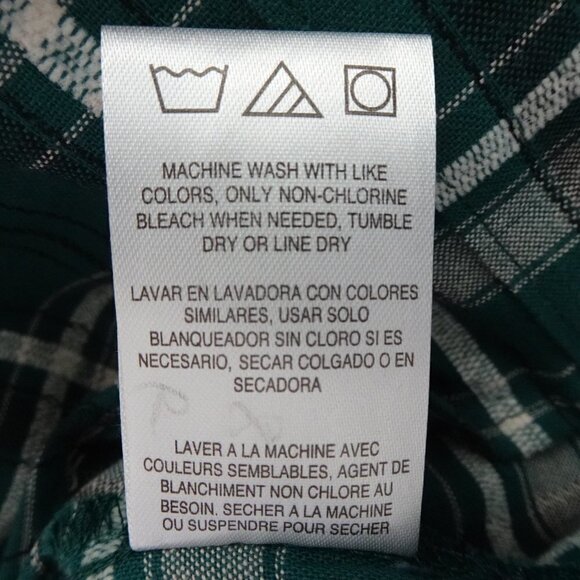 MACHINE WASH WITH LIKE
COLORS, ONLY NON-CHLORINE
BLEACH WHEN NEEDED, TUMBLE
DRY OR LINE DRY
LAVAR EN LAVADORA CON COLORES
SIMILARES, USAR SOLO
BLANQUEADOR SIN CLORO SI ES
NECESARIO, SECAR COLGADO O EN
SECADORA
LAVER A LA MACHINE AVEC
COULEURS SEMBLABLES, AGENT DE
BLANCHIMENT NON CHLORE AU
BESOIN. SECHER A LA MACHINE
OU SUSPENDRE POUR SECHER